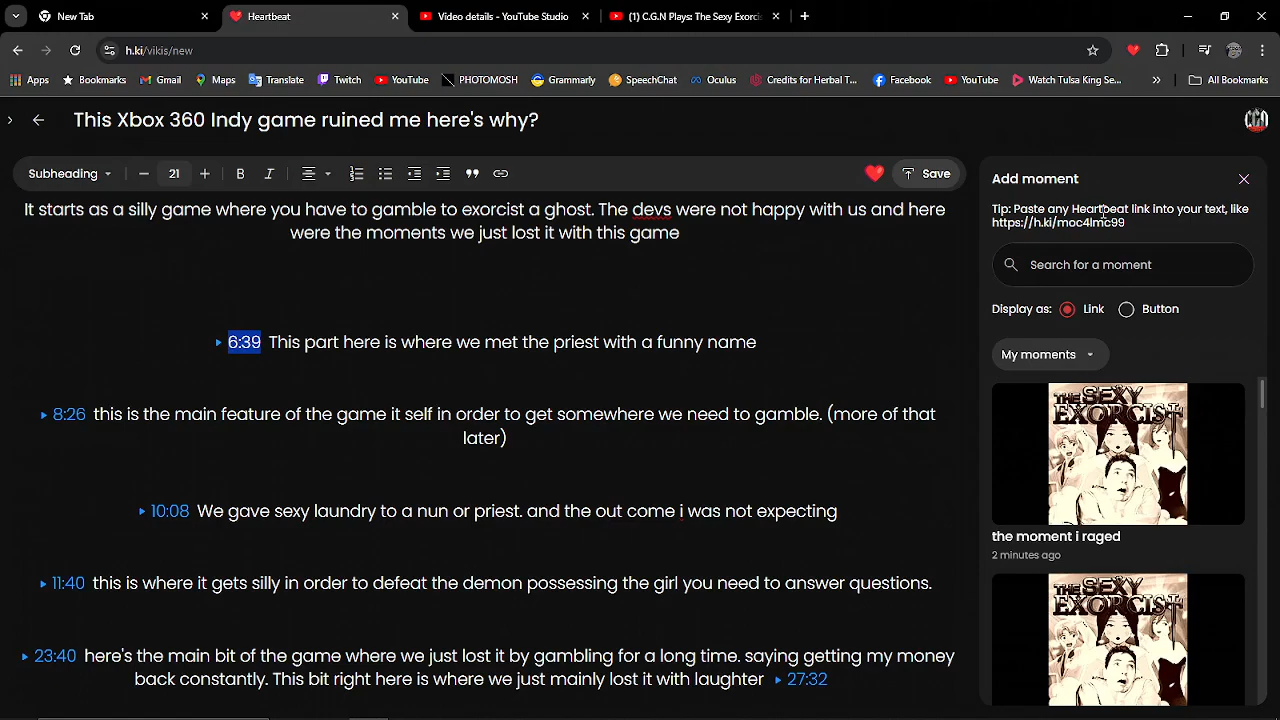 New Tab
Heartbeat
Video details - YouTube Studio
(1) C.G.N Plays: The Sexy Exorcis
h.ki/vikis/new
Apps
Bookmarks
Gmail
Maps
Translate
Twitch
YouTube
PHOTOMOSH
Grammarly
SpeechChat
Oculus
Credits for Herbal T...
Facebook
YouTube
Watch Tulsa King Se...
All Bookmarks
This Xbox 360 Indy game ruined me here's why?
CGN
Subheading
21
B
I
Save
It starts as a silly game where you have to gamble to exorcist a ghost. The devs were not happy with us and here
were the moments we just lost it with this game
6:39 This part here is where we met the priest with a funny name
8:26 this is the main feature of the game it self in order to get somewhere we need to gamble. (more of that
later)
10:08 We gave sexy laundry to a nun or priest. and the out come i was not expecting
11:40 this is where it gets silly in order to defeat the demon possessing the girl you need to answer questions.
23:40 here's the main bit of the game where we just lost it by gambling for a long time. saying getting my money
back constantly. This bit right here is where we just mainly lost it with laughter 27:32
Add moment
Tip: Paste any Heartbeat link into your text, like
https://h.ki/moc4lmc99
Search for a moment
Display as:
Link
Button
My moments
THE SEXY
EXORCIST
the moment i raged
2 minutes ago
THE SEXY
EXORCIST